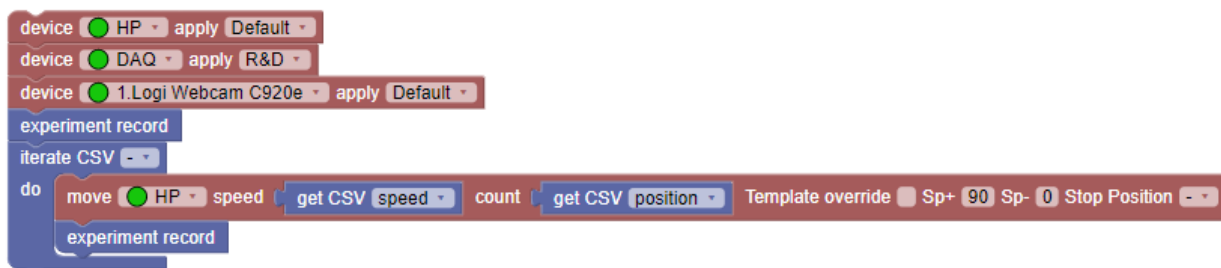 device HP apply Default
device DAQ apply R&D
device 1.Logi Webcam C920e apply Default
experiment record
iterate CSV -
do move HP speed get CSV speed count get CSV position Template override Sp+ 90 Sp- 0 Stop Position -
experiment record